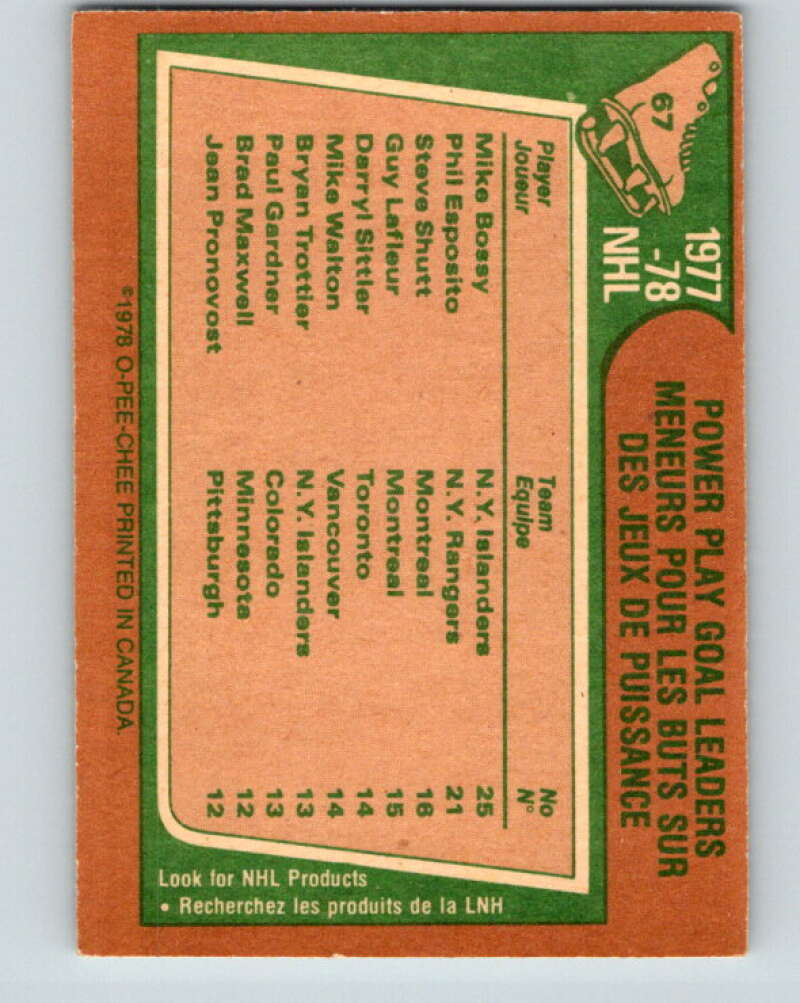 67
1977
-78
NHL
POWER PLAY GOAL LEADERS
MENEURS POUR LES BUTS SUR
DES JEUX DE PUISSANCE
Player Team No
Joueur Equipe N°
Mike Bossy N.Y. Islanders 25
Phil Esposito N.Y. Rangers 21
Steve Shutt Montreal 16
Guy Lafleur Montreal 15
Darryl Sittler Toronto 14
Mike Walton Vancouver 14
Bryan Trottier N.Y. Islanders 13
Paul Gardner Colorado 13
Brad Maxwell Minnesota 12
Jean Pronovost Pittsburgh 12
©1978 O-PEE-CHEE PRINTED IN CANADA.
Look for NHL Products
• Recherchez les produits de la LNH